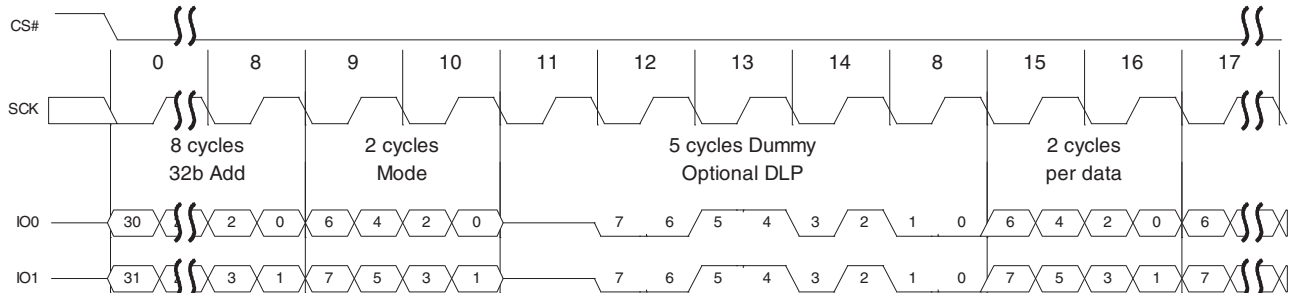 CS#
0 8 9 10 11 12 13 14 8 15 16 17
SCK
8 cycles 2 cycles 5 cycles Dummy 2 cycles
32b Add Mode Optional DLP per data
IO0 30 2 0 6 4 2 0 7 6 5 4 3 2 1 0 6 4 2 0 6
IO1 31 3 1 7 5 3 1 7 6 5 4 3 2 1 0 7 5 3 1 7